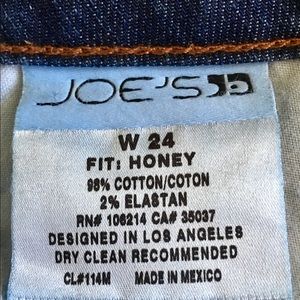 JOE'S
W 24
FIT: HONEY
98% COTTON/COTON
2% ELASTAN
RN# 106214 CA# 35037
DESIGNED IN LOS ANGELES
DRY CLEAN RECOMMENDED
CL#114M MADE IN MEXICO